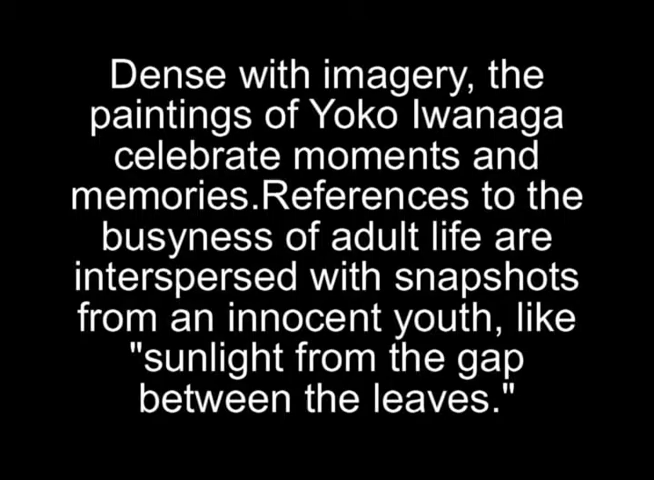 Dense with imagery, the
paintings of Yoko Iwanaga
celebrate moments and
memories.References to the
busyness of adult life are
interspersed with snapshots
from an innocent youth, like
"sunlight from the gap
between the leaves."